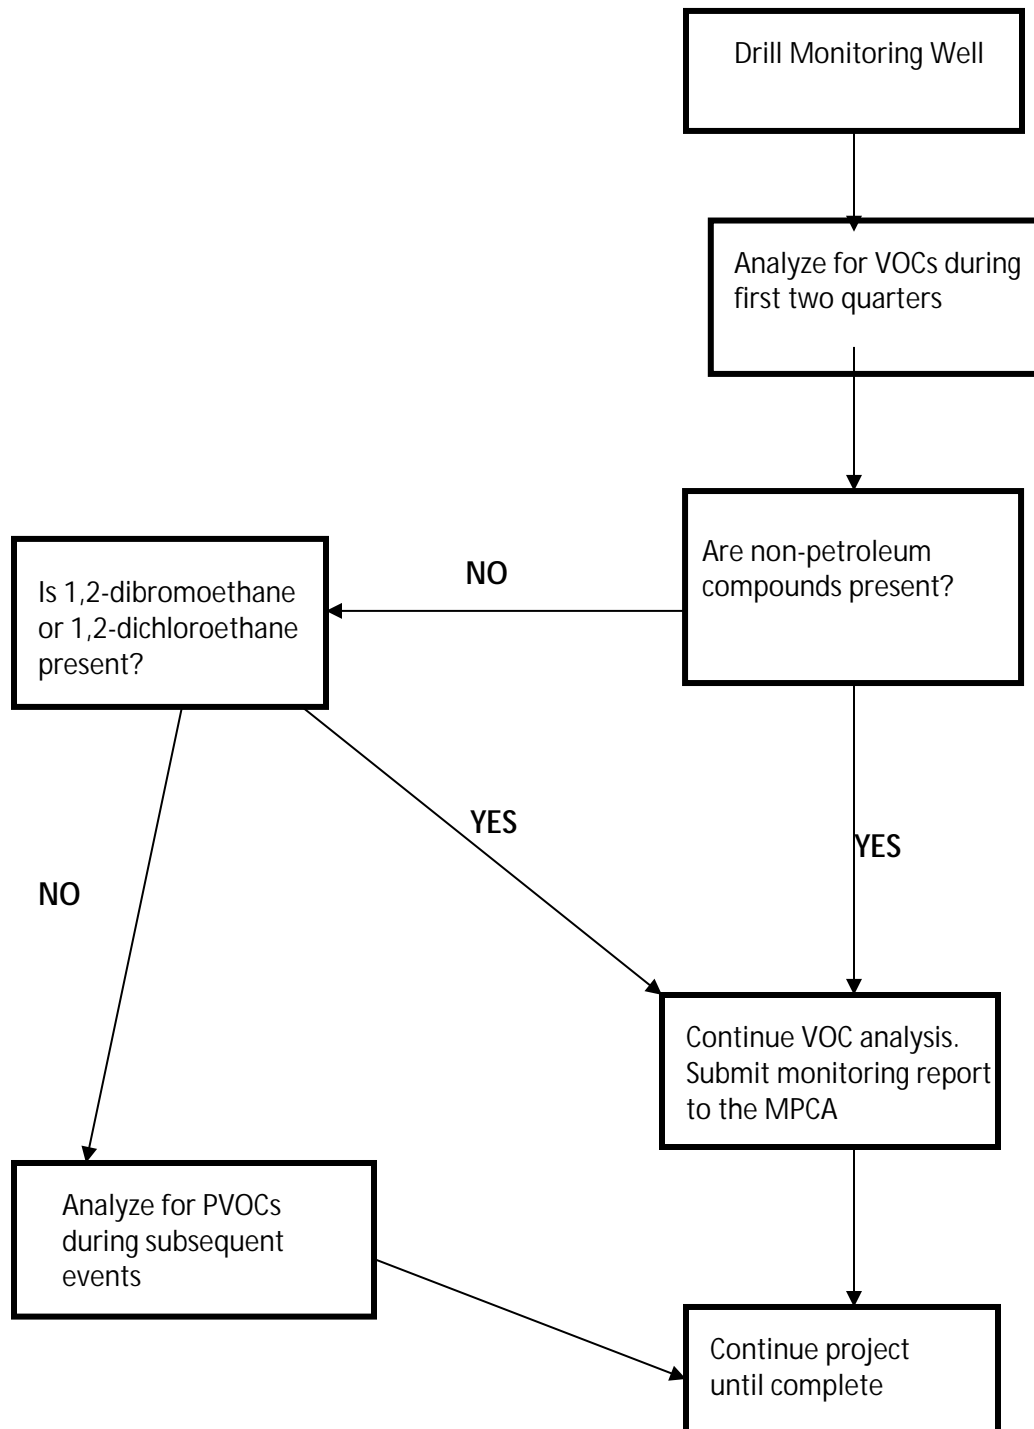 Drill Monitoring Well
Analyze for VOCs during
first two quarters
Are non-petroleum
compounds present?
NO
Is 1,2-dibromoethane
or 1,2-dichloroethane
present?
YES
YES
NO
Continue VOC analysis.
Submit monitoring report
to the MPCA
Analyze for PVOCs
during subsequent
events
Continue project
until complete